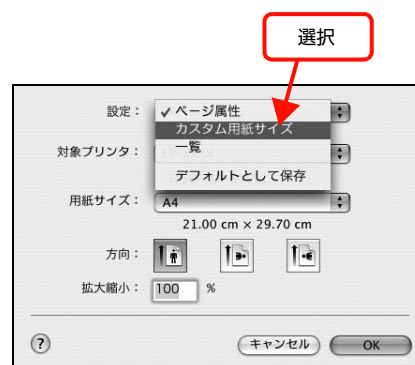 選択
設定： ✓ページ属性
カスタム用紙サイズ
対象プリンタ： 一覧
デフォルトとして保存
用紙サイズ： A4
21.00 cm × 29.70 cm
方向：
拡大縮小： 100 %
? キャンセル OK